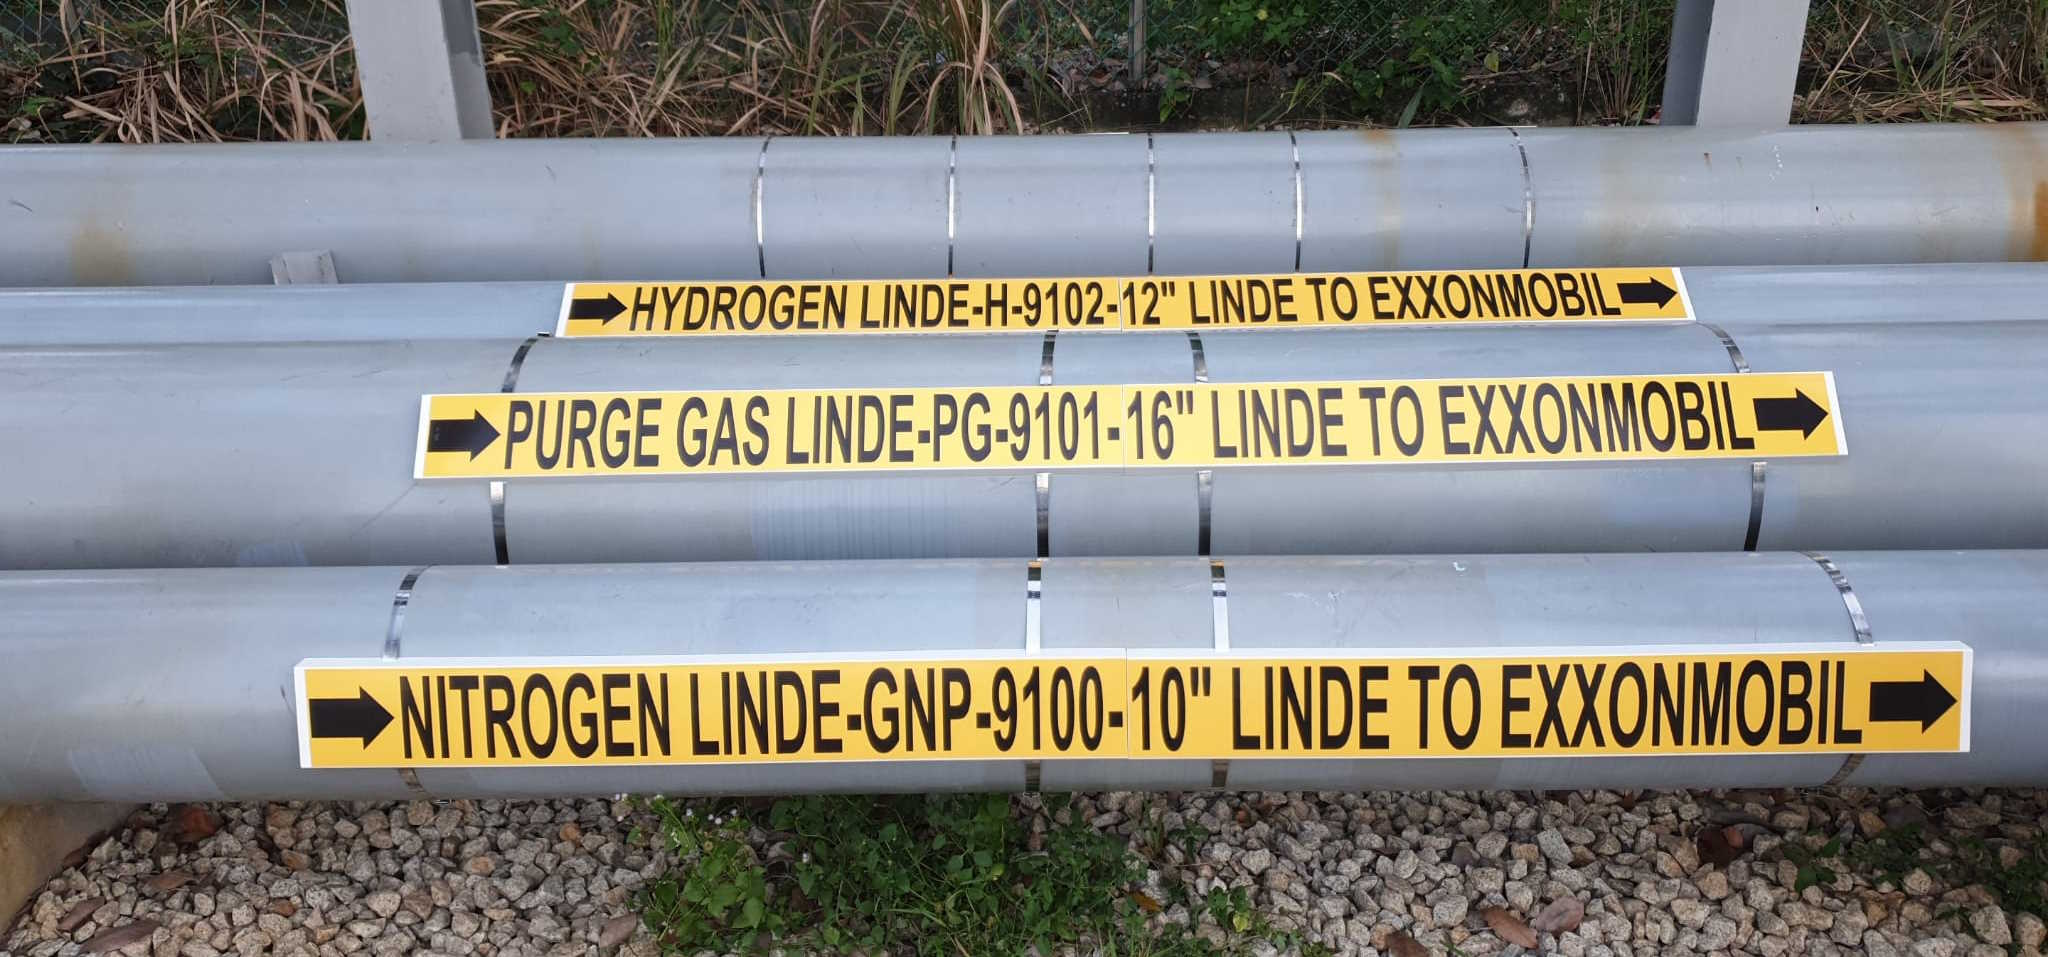 HYDROGEN LINDE-H-9102-12" LINDE TO EXXONMOBIL
PURGE GAS LINDE-PG-9101-16" LINDE TO EXXONMOBIL
NITROGEN LINDE-GNP-9100-10" LINDE TO EXXONMOBIL